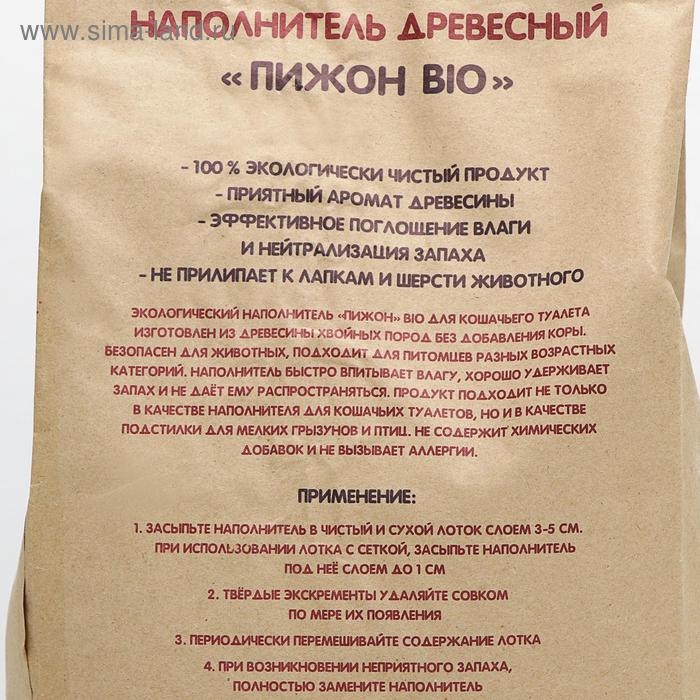 www.sima-land.ru
НАПОЛНИТЕЛЬ ДРЕВЕСНЫЙ
«ПИЖОН BIO»
- 100 % ЭКОЛОГИЧЕСКИ ЧИСТЫЙ ПРОДУКТ
- ПРИЯТНЫЙ АРОМАТ ДРЕВЕСИНЫ
- ЭФФЕКТИВНОЕ ПОГЛОЩЕНИЕ ВЛАГИ
И НЕЙТРАЛИЗАЦИЯ ЗАПАХА
- НЕ ПРИЛИПАЕТ К ЛАПКАМ И ШЕРСТИ ЖИВОТНОГО
ЭКОЛОГИЧЕСКИЙ НАПОЛНИТЕЛЬ «ПИЖОН» BIO ДЛЯ КОШАЧЬЕГО ТУАЛЕТА
ИЗГОТОВЛЕН ИЗ ДРЕВЕСИНЫ ХВОЙНЫХ ПОРОД БЕЗ ДОБАВЛЕНИЯ КОРЫ.
БЕЗОПАСЕН ДЛЯ ЖИВОТНЫХ, ПОДХОДИТ ДЛЯ ПИТОМЦЕВ РАЗНЫХ ВОЗРАСТНЫХ
КАТЕГОРИЙ. НАПОЛНИТЕЛЬ БЫСТРО ВПИТЫВАЕТ ВЛАГУ, ХОРОШО УДЕРЖИВАЕТ
ЗАПАХ И НЕ ДАЁТ ЕМУ РАСПРОСТРАНЯТЬСЯ. ПРОДУКТ ПОДХОДИТ НЕ ТОЛЬКО
В КАЧЕСТВЕ НАПОЛНИТЕЛЯ ДЛЯ КОШАЧЬИХ ТУАЛЕТОВ, НО И В КАЧЕСТВЕ
ПОДСТИЛКИ ДЛЯ МЕЛКИХ ГРЫЗУНОВ И ПТИЦ. НЕ СОДЕРЖИТ ХИМИЧЕСКИХ
ДОБАВОК И НЕ ВЫЗЫВАЕТ АЛЛЕРГИИ.
ПРИМЕНЕНИЕ:
1. ЗАСЫПЬТЕ НАПОЛНИТЕЛЬ В ЧИСТЫЙ И СУХОЙ ЛОТОК СЛОЕМ 3-5 СМ.
ПРИ ИСПОЛЬЗОВАНИИ ЛОТКА С СЕТКОЙ, ЗАСЫПЬТЕ НАПОЛНИТЕЛЬ
ПОД НЕЁ СЛОЕМ ДО 1 СМ
2. ТВЁРДЫЕ ЭКСКРЕМЕНТЫ УДАЛЯЙТЕ СОВКОМ
ПО МЕРЕ ИХ ПОЯВЛЕНИЯ
3. ПЕРИОДИЧЕСКИ ПЕРЕМЕШИВАЙТЕ СОДЕРЖАНИЕ ЛОТКА
4. ПРИ ВОЗНИКНОВЕНИИ НЕПРИЯТНОГО ЗАПАХА,
ПОЛНОСТЬЮ ЗАМЕНИТЕ НАПОЛНИТЕЛЬ